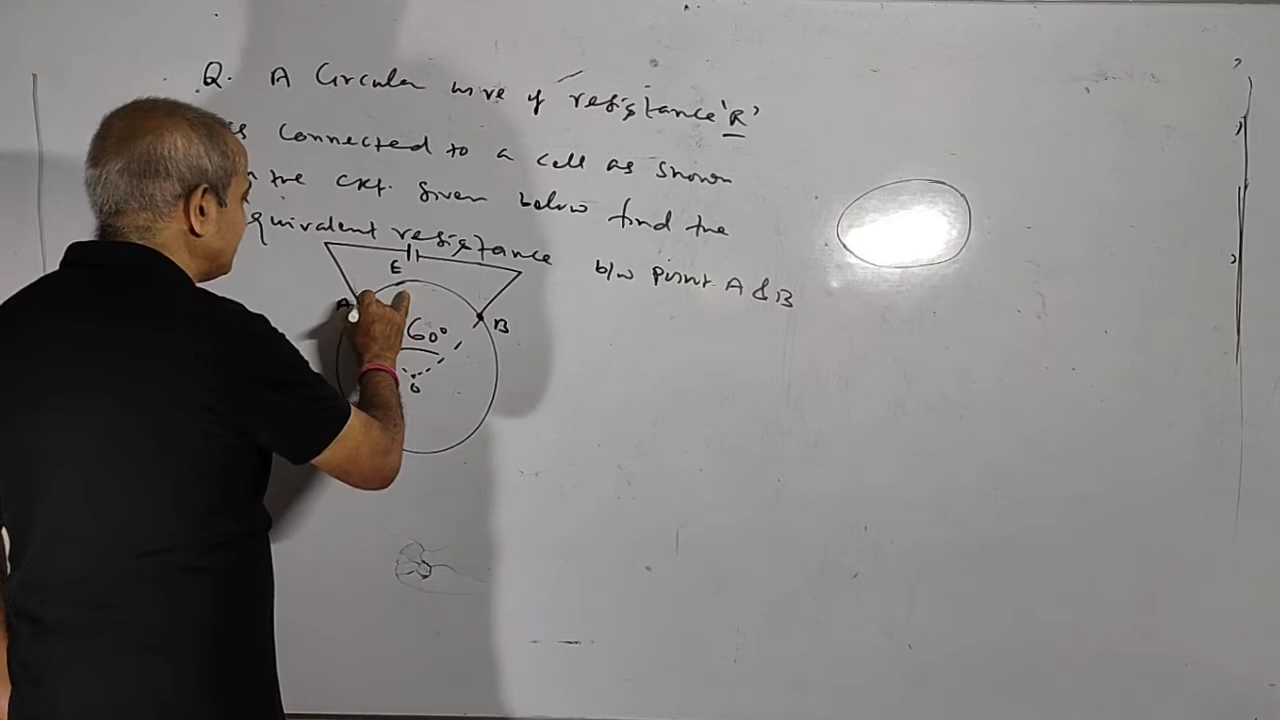 Q. A Circular wire of resistance 'R'
is connected to a cell as shown
the ckt. given below find the
equivalent resistance b/w point A & B
E
A
B
60°
O